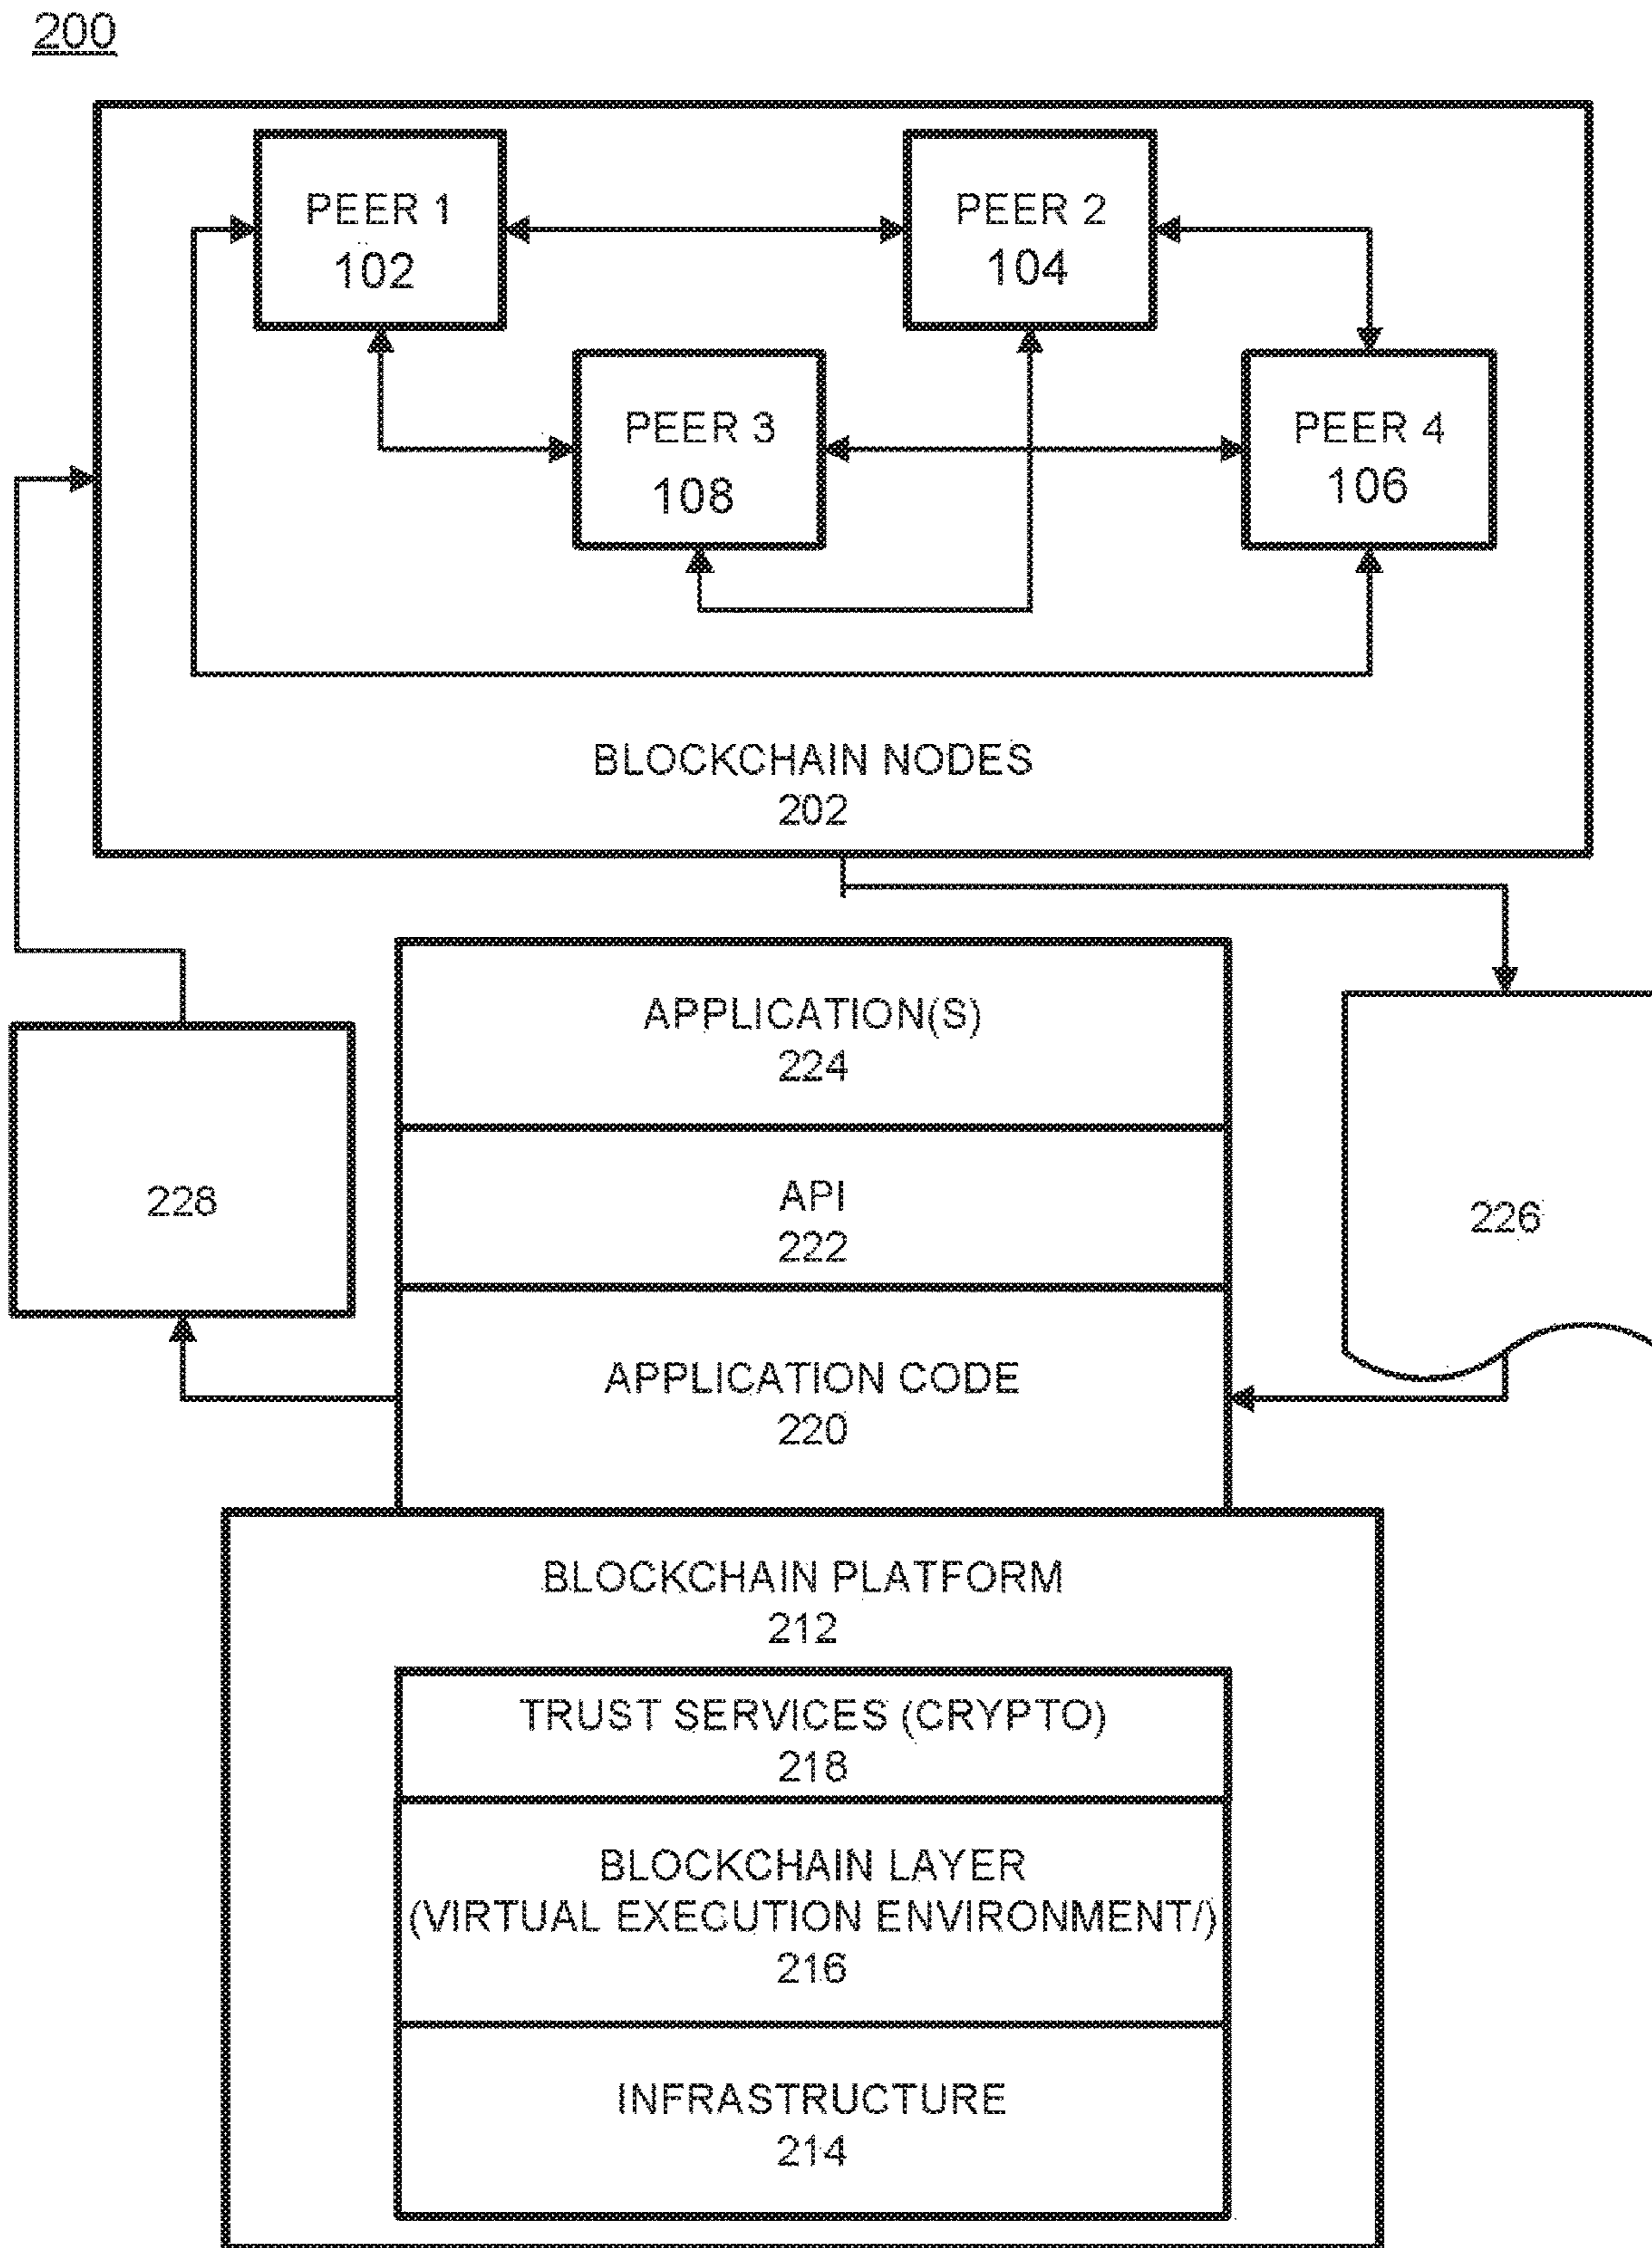 200
PEER 1
102
PEER 2
104
PEER 3
108
PEER 4
106
BLOCKCHAIN NODES
202
APPLICATION(S)
224
API
222
228
226
APPLICATION CODE
220
BLOCKCHAIN PLATFORM
212
TRUST SERVICES (CRYPTO)
218
BLOCKCHAIN LAYER
(VIRTUAL EXECUTION ENVIRONMENT/)
216
INFRASTRUCTURE
214